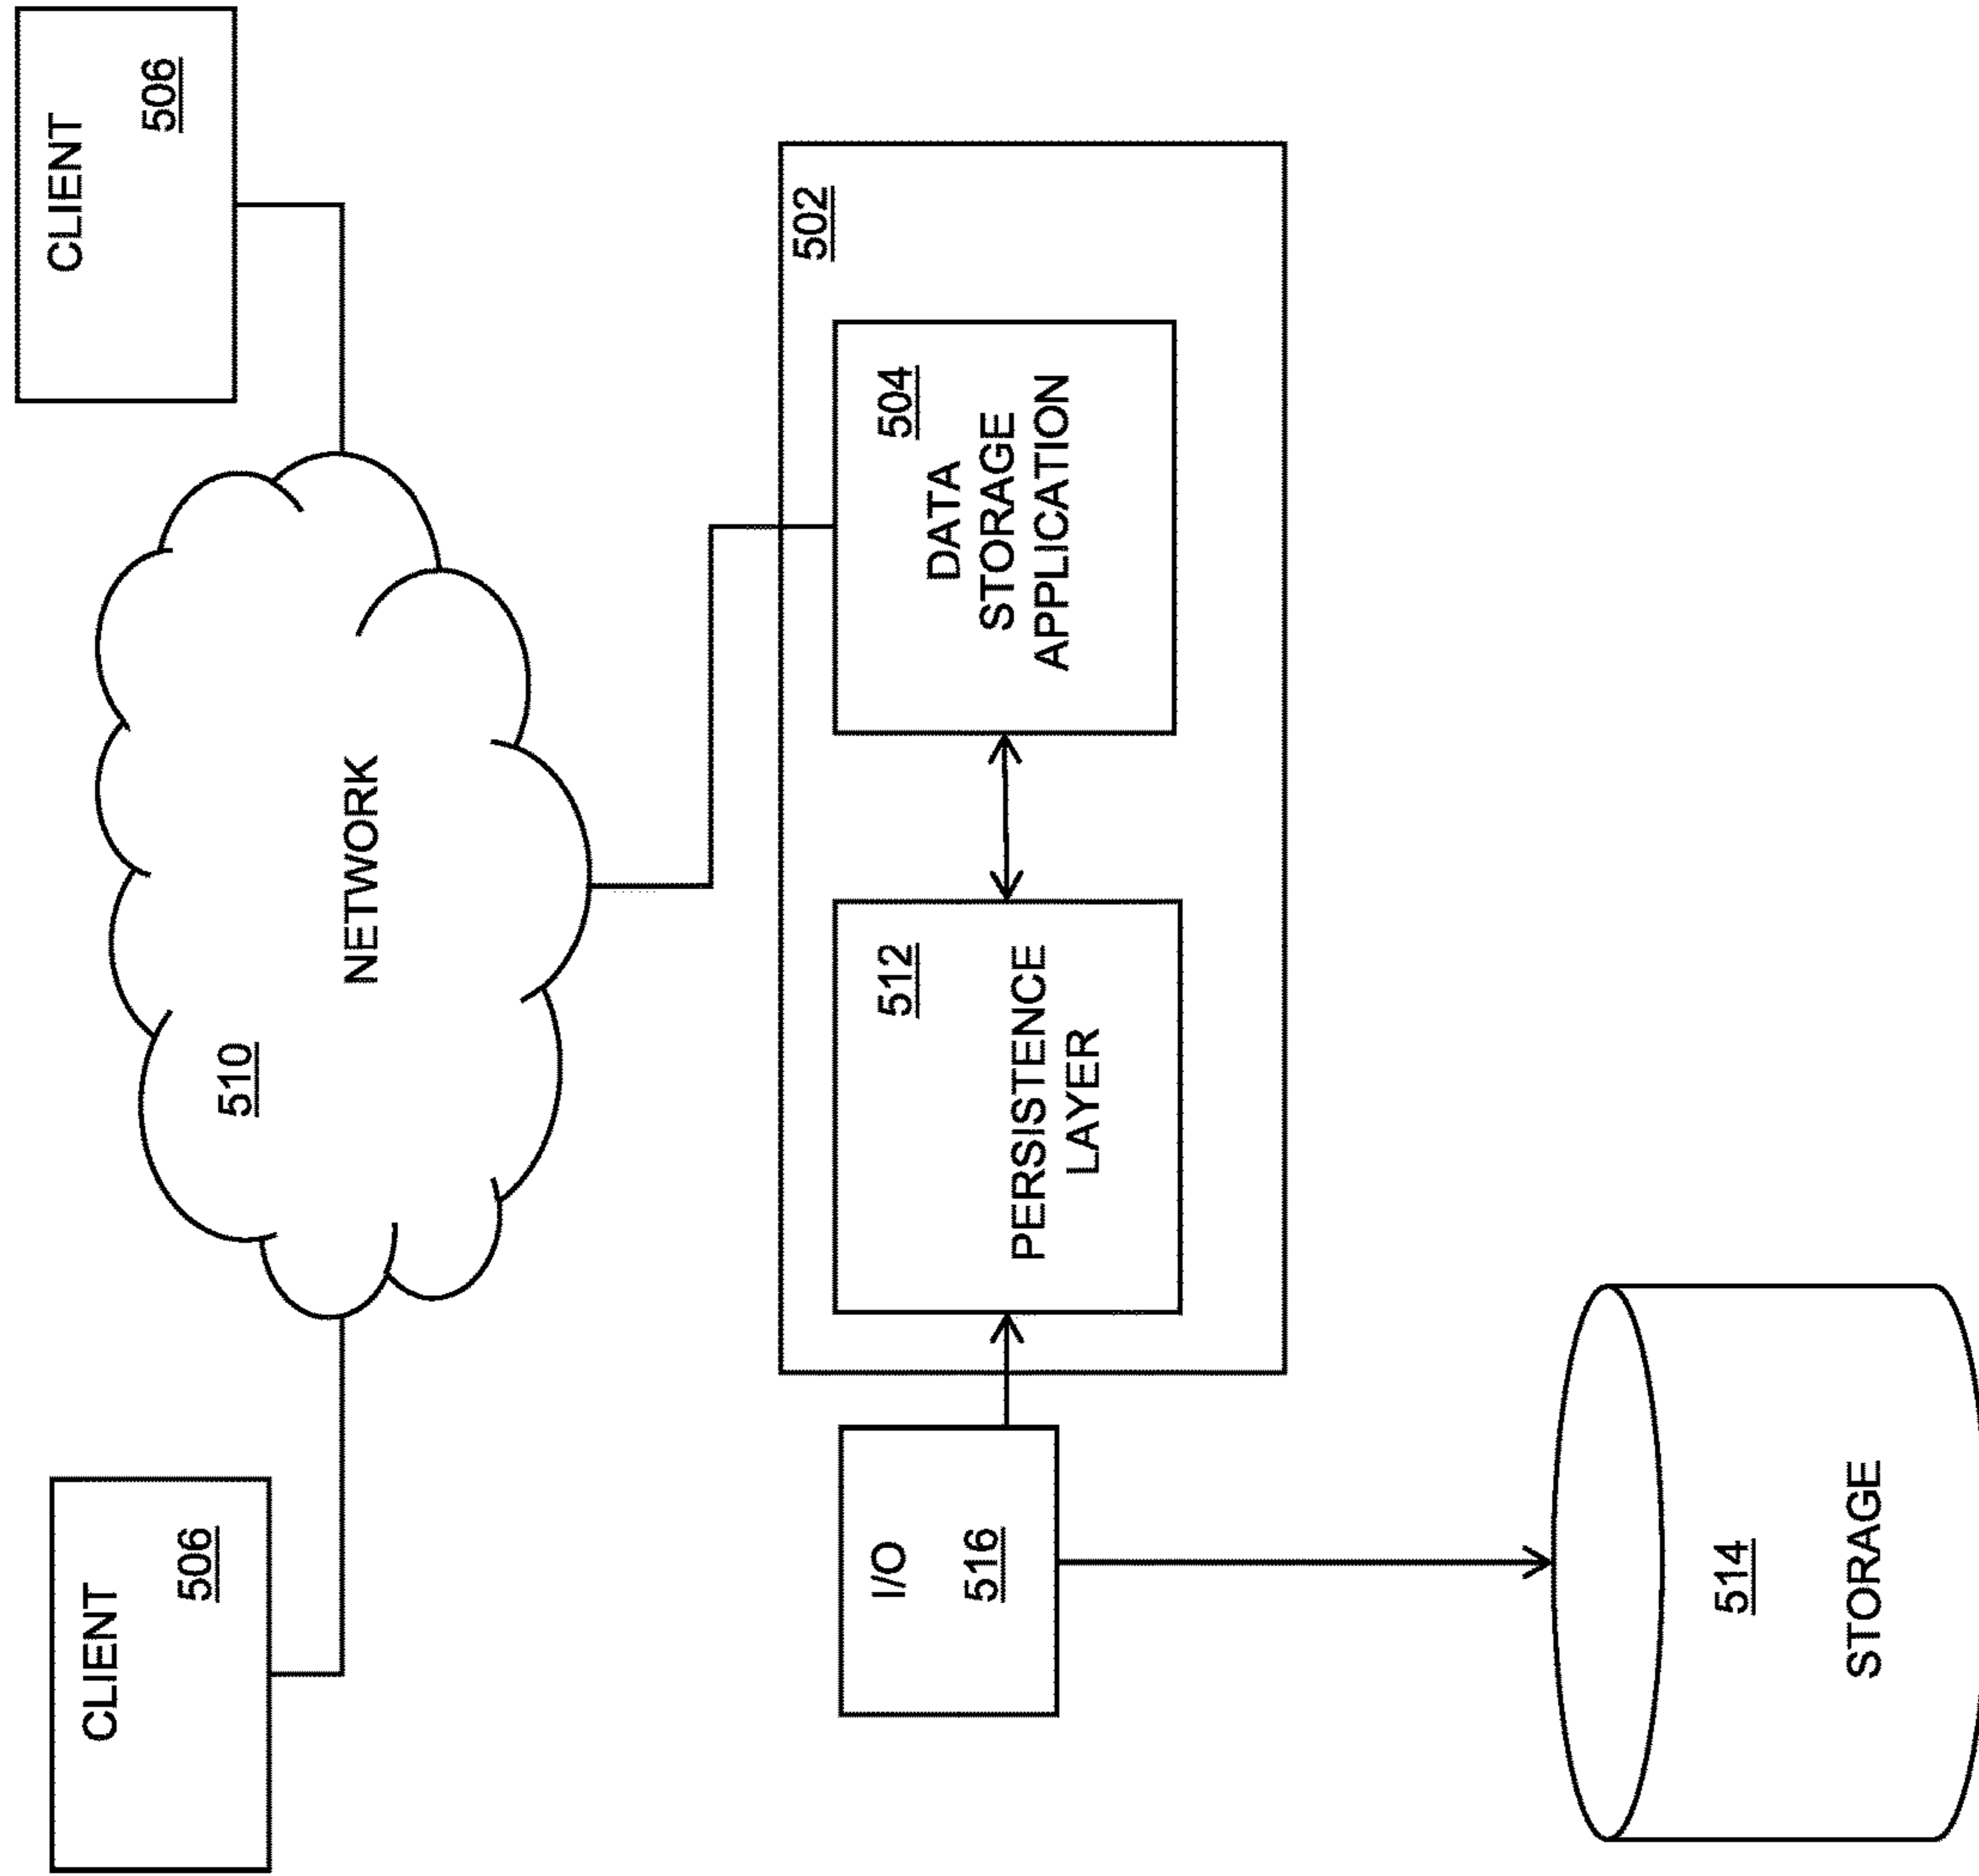 CLIENT
506
CLIENT
506
510
NETWORK
502
512
PERSISTENCE
LAYER
504
DATA
STORAGE
APPLICATION
I/O
516
514
STORAGE